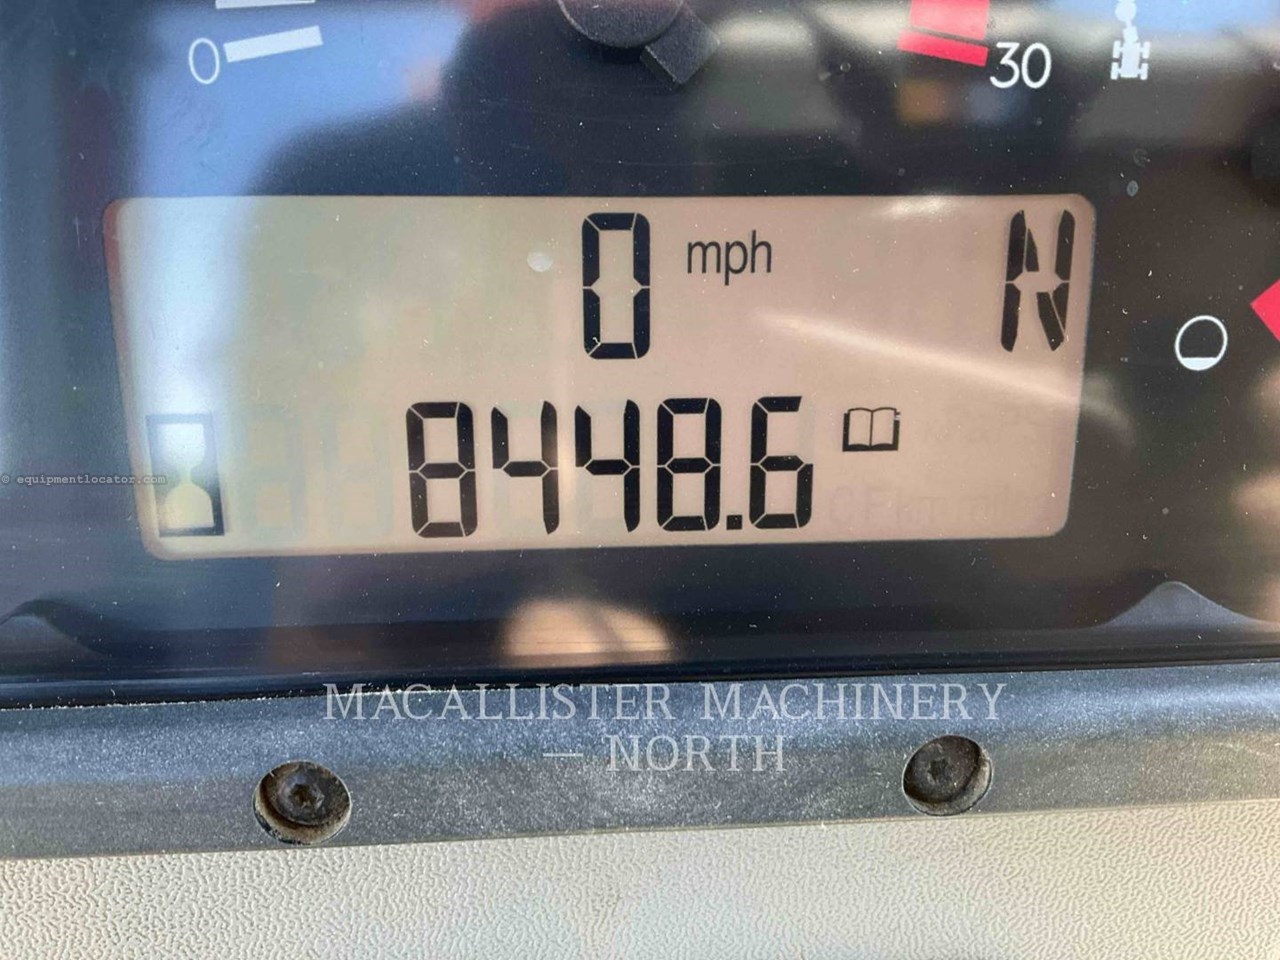 0
30
0 mph N
8448.6
© equipmentlocator.com
MACALLISTER MACHINERY
— NORTH